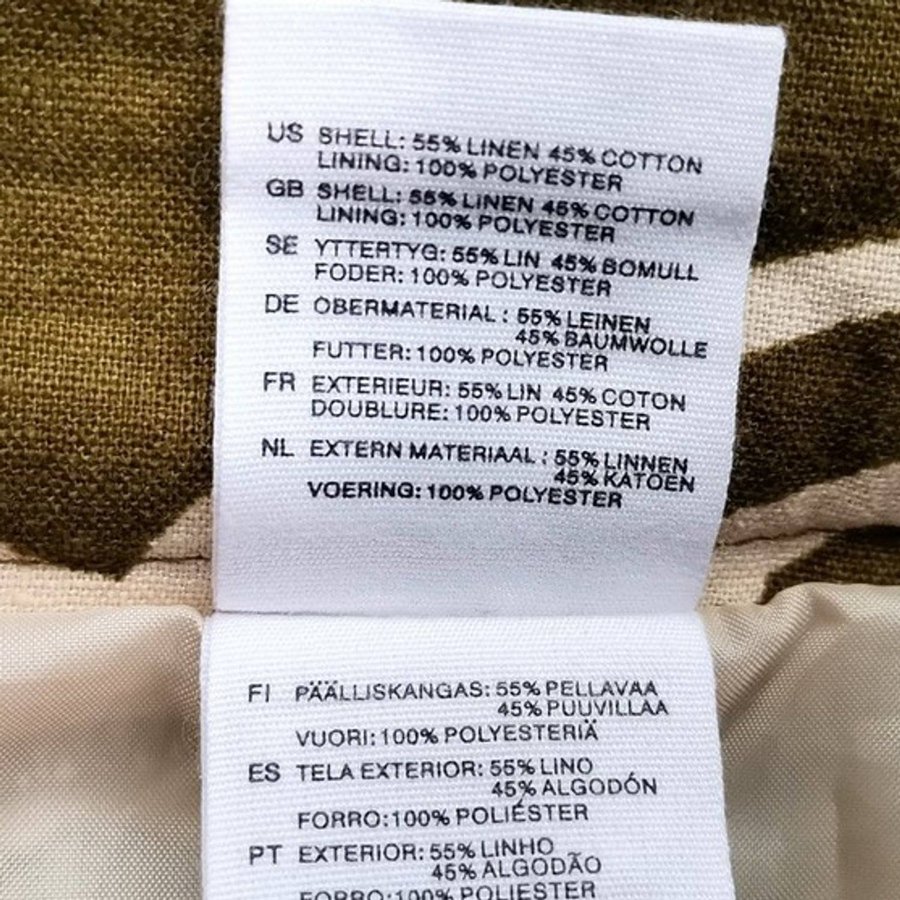 US SHELL: 55% LINEN 45% COTTON
LINING: 100% POLYESTER
GB SHELL: 55% LINEN 45% COTTON
LINING: 100% POLYESTER
SE YTTERTYG: 55% LIN 45% BOMULL
FODER: 100% POLYESTER
DE OBERMATERIAL: 55% LEINEN
45% BAUMWOLLE
FUTTER: 100% POLYESTER
FR EXTERIEUR: 55% LIN 45% COTON
DOUBLURE: 100% POLYESTER
NL EXTERN MATERIAAL: 55% LINNEN
45% KATOEN
VOERING: 100% POLYESTER
FI PÄÄLLISKANGAS: 55% PELLAVAA
45% PUUVILLAA
VUORI: 100% POLYESTERIÄ
ES TELA EXTERIOR: 55% LINO
45% ALGODÓN
FORRO: 100% POLIÉSTER
PT EXTERIOR: 55% LINHO
45% ALGODÃO
FORRO: 100% POLIESTER